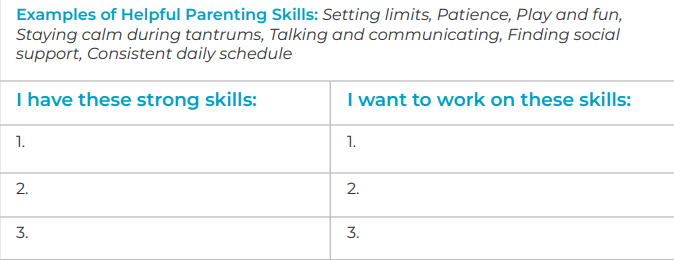 Examples of Helpful Parenting Skills: Setting limits, Patience, Play and fun,
Staying calm during tantrums, Talking and communicating, Finding social
support, Consistent daily schedule
I have these strong skills:
I want to work on these skills:
1.
1.
2.
2.
3.
3.